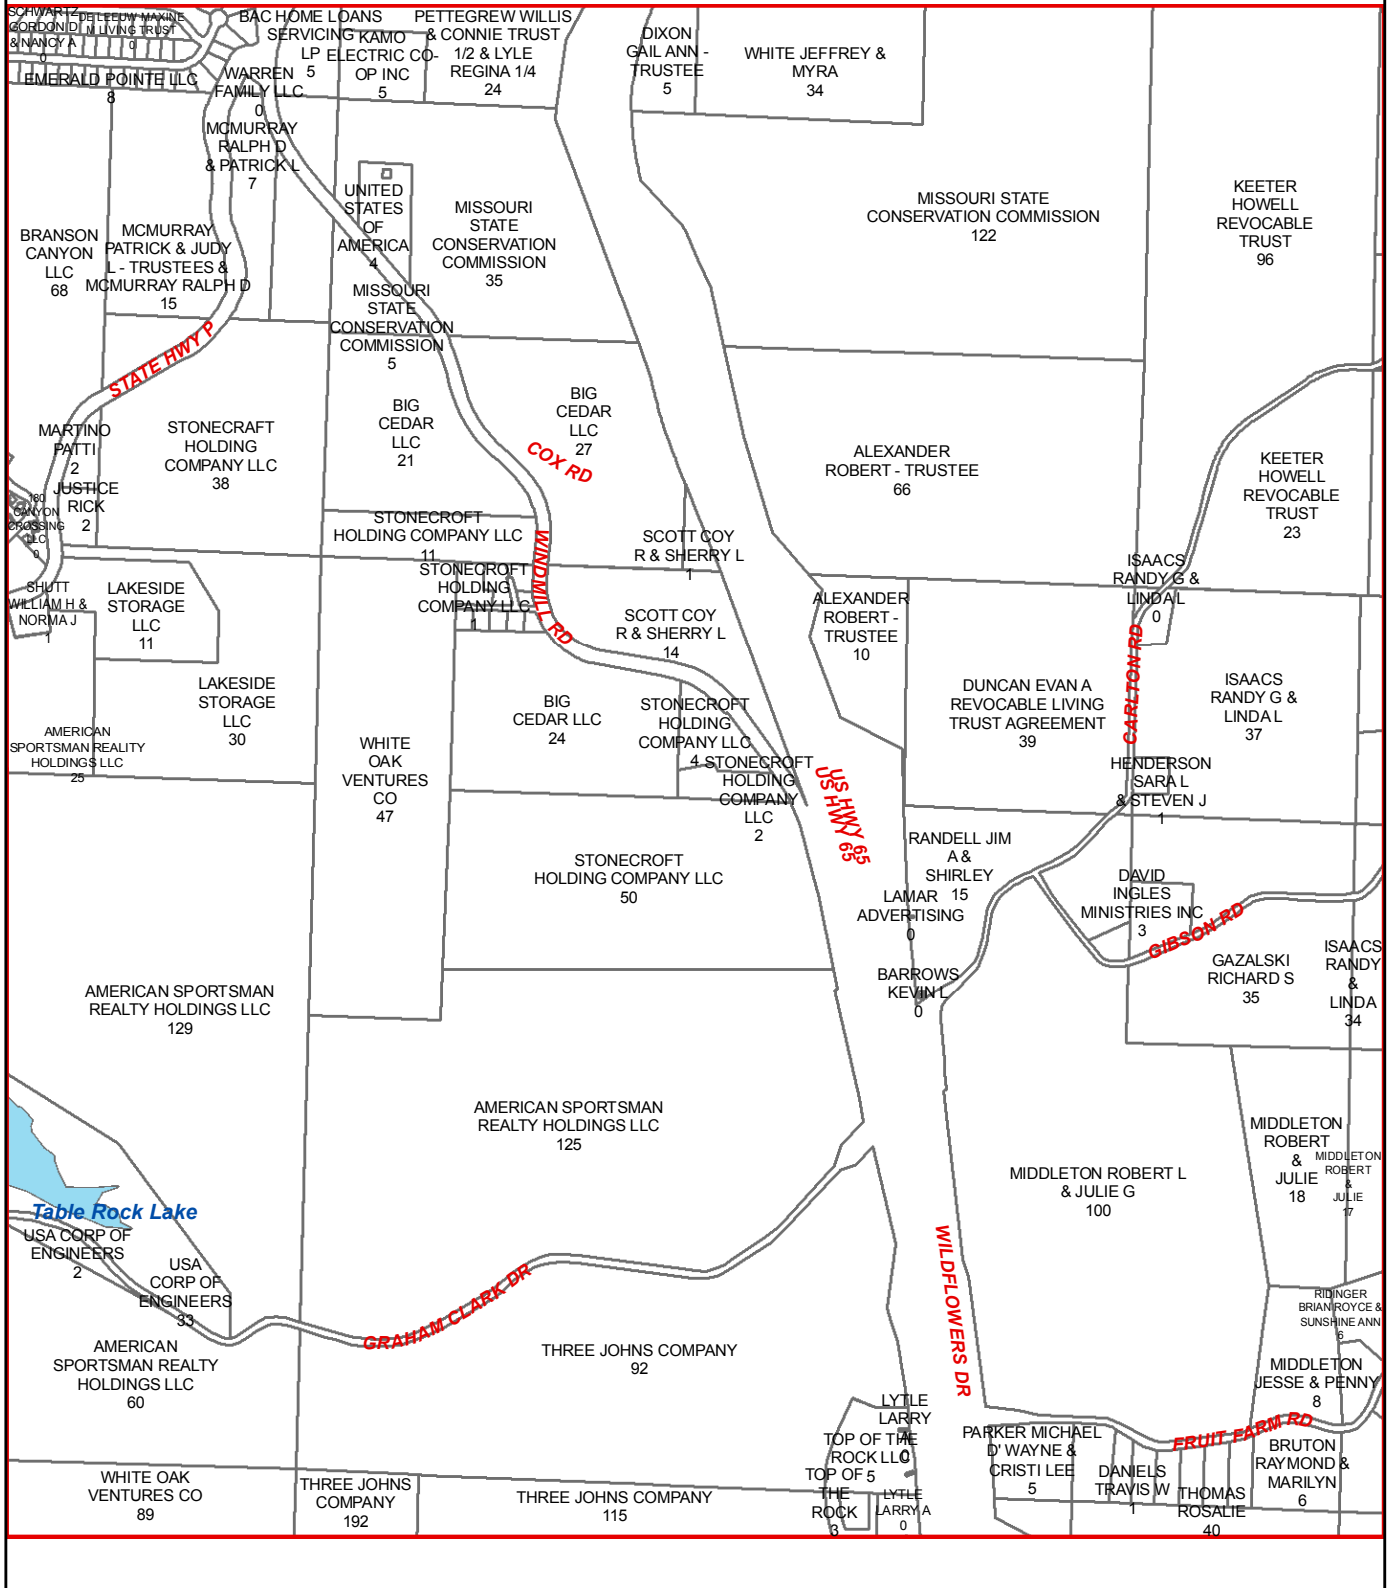 SCHWARTZ
GORDON D
& NANCY A
0
DE LEEUW MAXINE
M LIVING TRUST
0
EMERALD POINTE LLC
8
BAC HOME LOANS
SERVICING
LP
5
KAMO
ELECTRIC CO-
OP INC
5
PETTEGREW WILLIS
& CONNIE TRUST
1/2 & LYLE
REGINA 1/4
24
DIXON
GAIL ANN -
TRUSTEE
5
WHITE JEFFREY &
MYRA
34
WARREN
FAMILY LLC
0
MCMURRAY
RALPH D
& PATRICK L
7
UNITED
STATES
OF
AMERICA
4
MISSOURI
STATE
CONSERVATION
COMMISSION
35
MISSOURI STATE
CONSERVATION COMMISSION
122
KEETER
HOWELL
REVOCABLE
TRUST
96
BRANSON
CANYON
LLC
68
MCMURRAY
PATRICK & JUDY
L - TRUSTEES &
MCMURRAY RALPH D
15
MISSOURI
STATE
CONSERVATION
COMMISSION
5
STATE HWY P
MARTINO
PATTI
2
JUSTICE
RICK
2
STONECRAFT
HOLDING
COMPANY LLC
38
BIG
CEDAR
LLC
21
BIG
CEDAR
LLC
27
COX RD
ALEXANDER
ROBERT - TRUSTEE
66
KEETER
HOWELL
REVOCABLE
TRUST
23
180
CANYON
CROSSING
LLC
0
STONECROFT
HOLDING COMPANY LLC
11
WINDMILL RD
SCOTT COY
R & SHERRY L
1
STONECROFT
HOLDING
COMPANY LLC
1
ISAACS
RANDY G &
LINDA L
0
SHUTT
WILLIAM H &
NORMA J
1
LAKESIDE
STORAGE
LLC
11
SCOTT COY
R & SHERRY L
14
ALEXANDER
ROBERT -
TRUSTEE
10
CARLTON RD
LAKESIDE
STORAGE
LLC
30
BIG
CEDAR LLC
24
STONECROFT
HOLDING
COMPANY LLC
4
DUNCAN EVAN A
REVOCABLE LIVING
TRUST AGREEMENT
39
ISAACS
RANDY G &
LINDA L
37
AMERICAN
SPORTSMAN REALITY
HOLDINGS LLC
25
WHITE
OAK
VENTURES
CO
47
STONECROFT
HOLDING
COMPANY
LLC
2
US HWY 65
US HWY 65
HENDERSON
SARA L
& STEVEN J
1
STONECROFT
HOLDING COMPANY LLC
50
RANDELL JIM
A &
SHIRLEY
15
LAMAR
ADVERTISING
0
DAVID
INGLES
MINISTRIES INC
3
GIBSON RD
BARROWS
KEVIN L
0
GAZALSKI
RICHARD S
35
ISAACS
RANDY
&
LINDA
34
AMERICAN SPORTSMAN
REALTY HOLDINGS LLC
129
AMERICAN SPORTSMAN
REALTY HOLDINGS LLC
125
MIDDLETON ROBERT L
& JULIE G
100
MIDDLETON
ROBERT
&
JULIE
18
MIDDLETON
ROBERT
&
JULIE
17
Table Rock Lake
USA CORP OF
ENGINEERS
2
USA
CORP OF
ENGINEERS
33
WILDFLOWERS DR
GRAHAM CLARK DR
RIDINGER
BRIAN ROYCE &
SUNSHINE ANN
6
AMERICAN
SPORTSMAN REALTY
HOLDINGS LLC
60
THREE JOHNS COMPANY
92
MIDDLETON
JESSE & PENNY
8
LYTLE
LARRY
A
0
TOP OF THE
ROCK LLC
5
PARKER MICHAEL
D' WAYNE &
CRISTI LEE
5
FRUIT FARM RD
BRUTON
RAYMOND &
MARILYN
6
WHITE OAK
VENTURES CO
89
THREE JOHNS
COMPANY
192
THREE JOHNS COMPANY
115
TOP OF
THE
ROCK
3
LYTLE
LARRY A
0
DANIELS
TRAVIS W
1
THOMAS
ROSALIE
40